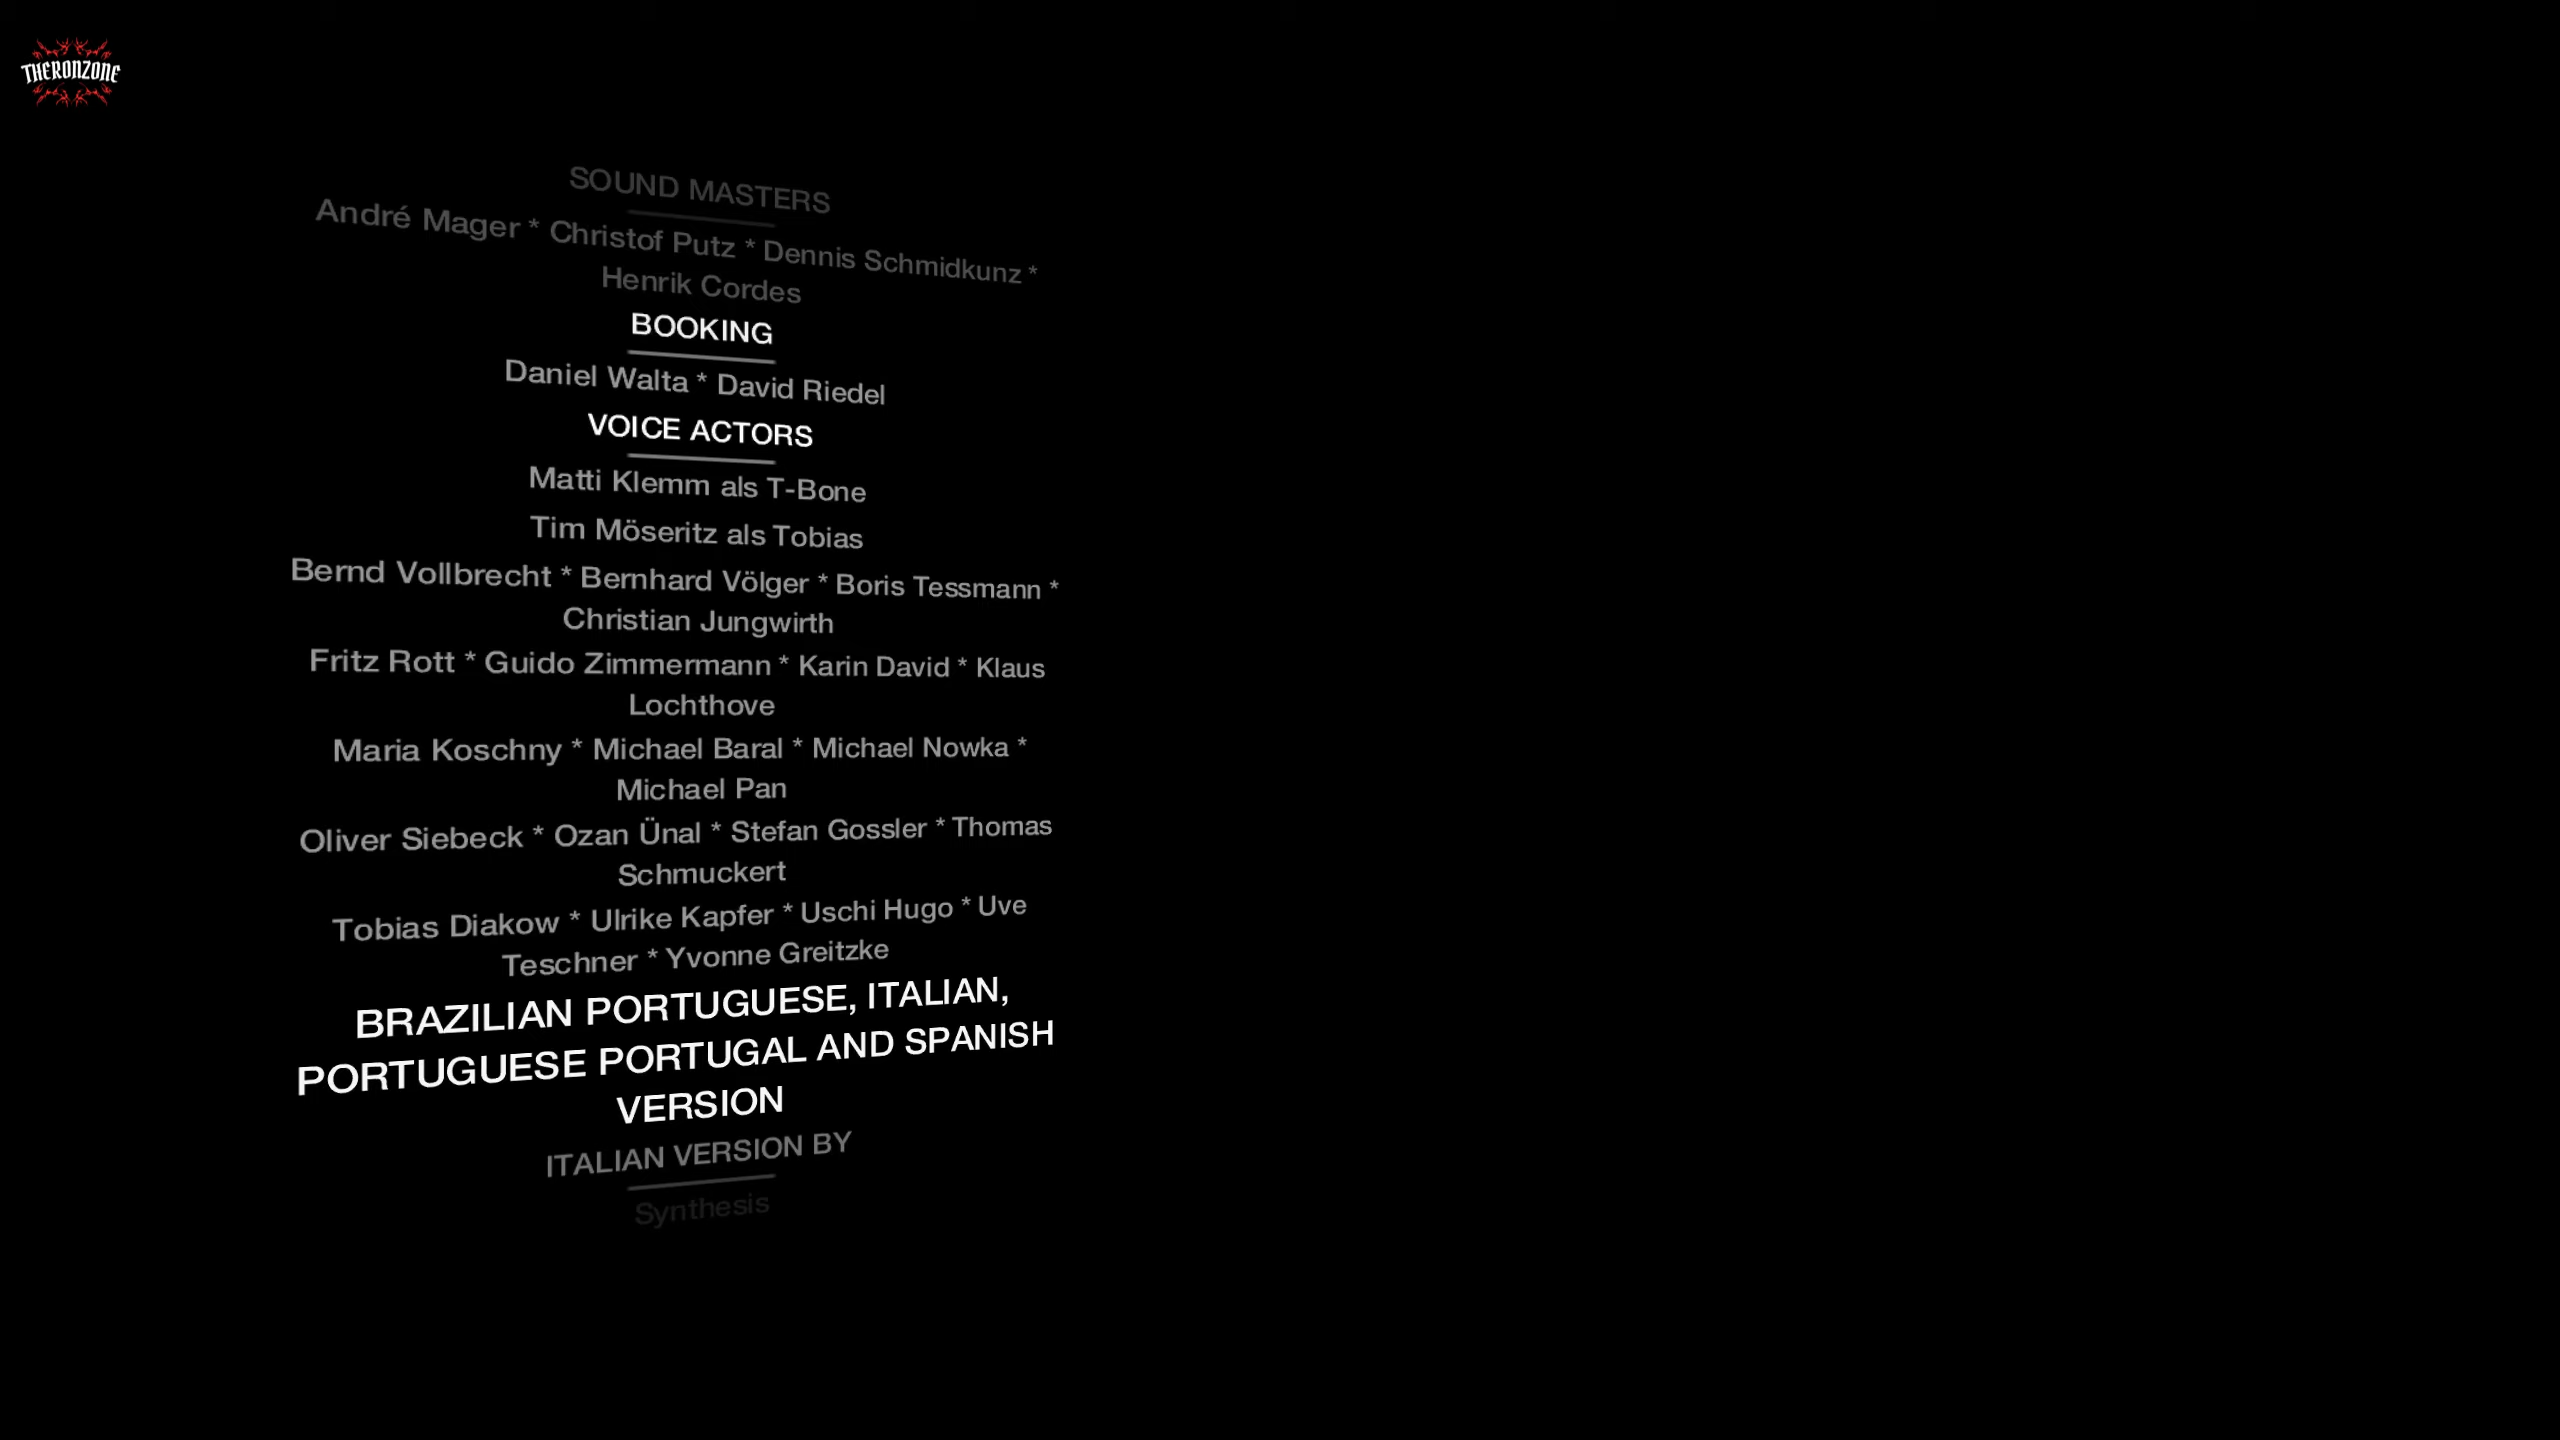 THERONZONE
SOUND MASTERS
André Mager * Christof Putz * Dennis Schmidkunz *
Henrik Cordes
BOOKING
Daniel Walta * David Riedel
VOICE ACTORS
Matti Klemm als T-Bone
Tim Möseritz als Tobias
Bernd Vollbrecht * Bernhard Völger * Boris Tessmann *
Christian Jungwirth
Fritz Rott * Guido Zimmermann * Karin David * Klaus
Lochthove
Maria Koschny * Michael Baral * Michael Nowka *
Michael Pan
Oliver Siebeck * Ozan Ünal * Stefan Gossler * Thomas
Schmuckert
Tobias Diakow * Ulrike Kapfer * Uschi Hugo * Uve
Teschner * Yvonne Greitzke
BRAZILIAN PORTUGUESE, ITALIAN,
PORTUGUESE PORTUGAL AND SPANISH
VERSION
ITALIAN VERSION BY
Synthesis